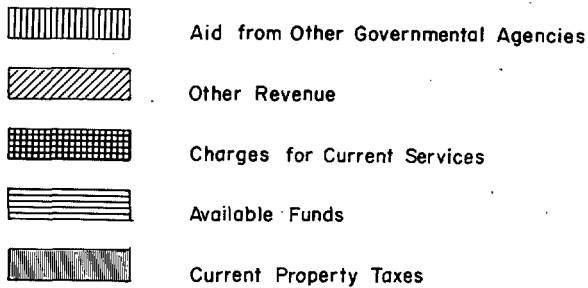 Aid from Other Governmental Agencies
Other Revenue
Charges for Current Services
Available Funds
Current Property Taxes